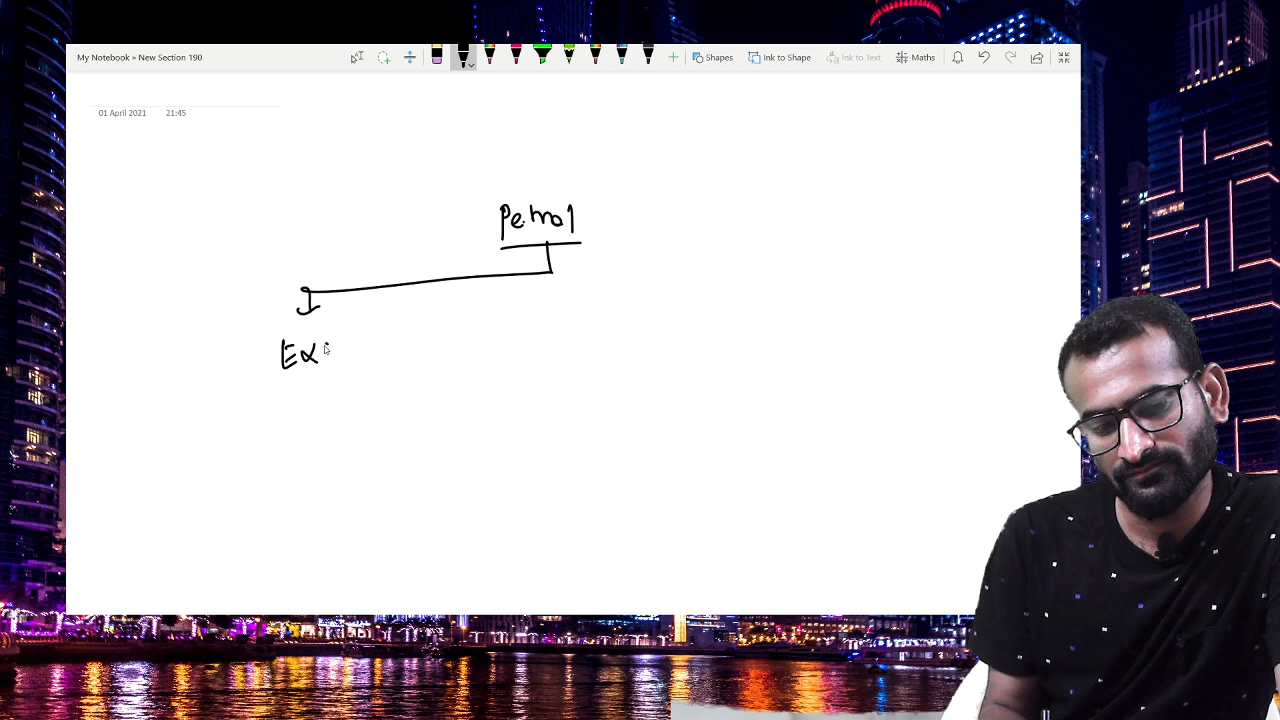 My Notebook » New Section 190
Shapes Ink to Shape Ink to Text Maths
01 April 2021 21:45
Petrol
Ex